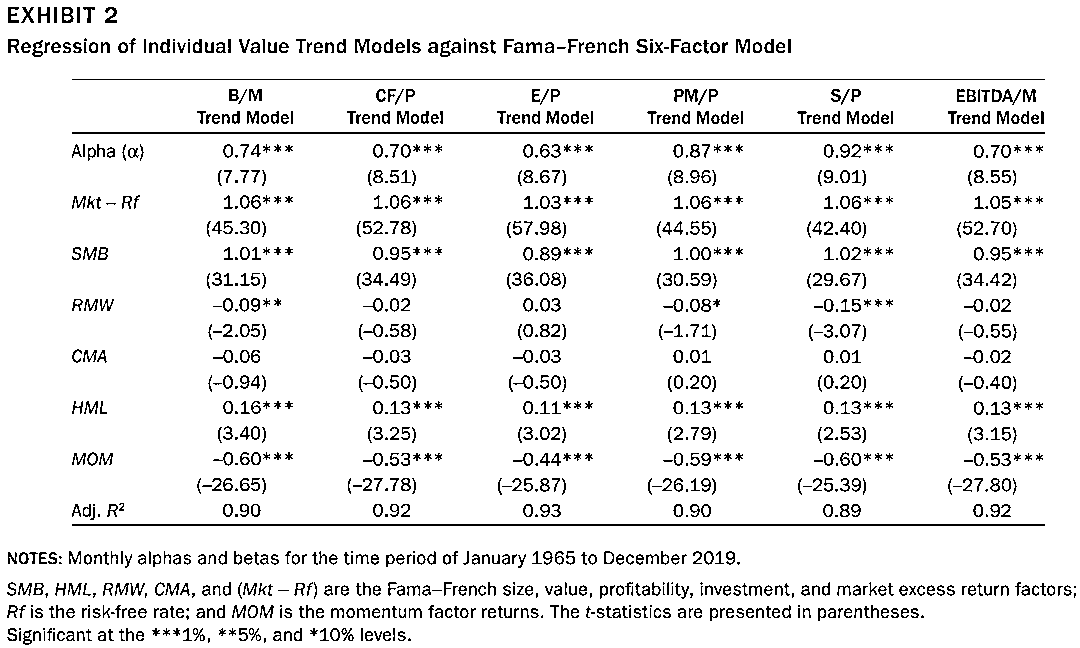 EXHIBIT 2
Regression of Individual Value Trend Models against Fama–French Six-Factor Model
B/M CF/P E/P PM/P S/P EBITDA/M
Trend Model Trend Model Trend Model Trend Model Trend Model Trend Model
Alpha (α) 0.74*** 0.70*** 0.63*** 0.87*** 0.92*** 0.70***
(7.77) (8.51) (8.67) (8.96) (9.01) (8.55)
Mkt – Rf 1.06*** 1.06*** 1.03*** 1.06*** 1.06*** 1.05***
(45.30) (52.78) (57.98) (44.55) (42.40) (52.70)
SMB 1.01*** 0.95*** 0.89*** 1.00*** 1.02*** 0.95***
(31.15) (34.49) (36.08) (30.59) (29.67) (34.42)
RMW –0.09** –0.02 0.03 –0.08* –0.15*** –0.02
(–2.05) (–0.58) (0.82) (–1.71) (–3.07) (–0.55)
CMA –0.06 –0.03 –0.03 0.01 0.01 –0.02
(–0.94) (–0.50) (–0.50) (0.20) (0.20) (–0.40)
HML 0.16*** 0.13*** 0.11*** 0.13*** 0.13*** 0.13***
(3.40) (3.25) (3.02) (2.79) (2.53) (3.15)
MOM –0.60*** –0.53*** –0.44*** –0.59*** –0.60*** –0.53***
(–26.65) (–27.78) (–25.87) (–26.19) (–25.39) (–27.80)
Adj. R² 0.90 0.92 0.93 0.90 0.89 0.92
NOTES: Monthly alphas and betas for the time period of January 1965 to December 2019.
SMB, HML, RMW, CMA, and (Mkt – Rf) are the Fama–French size, value, profitability, investment, and market excess return factors;
Rf is the risk-free rate; and MOM is the momentum factor returns. The t-statistics are presented in parentheses.
Significant at the ***1%, **5%, and *10% levels.